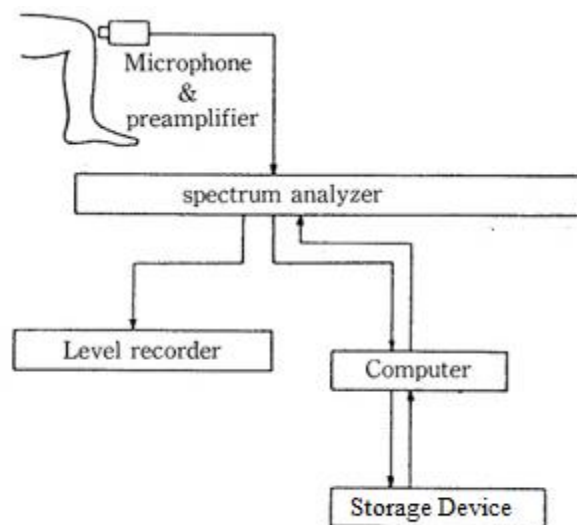 Microphone
&
preamplifier
spectrum analyzer
Level recorder
Computer
Storage Device